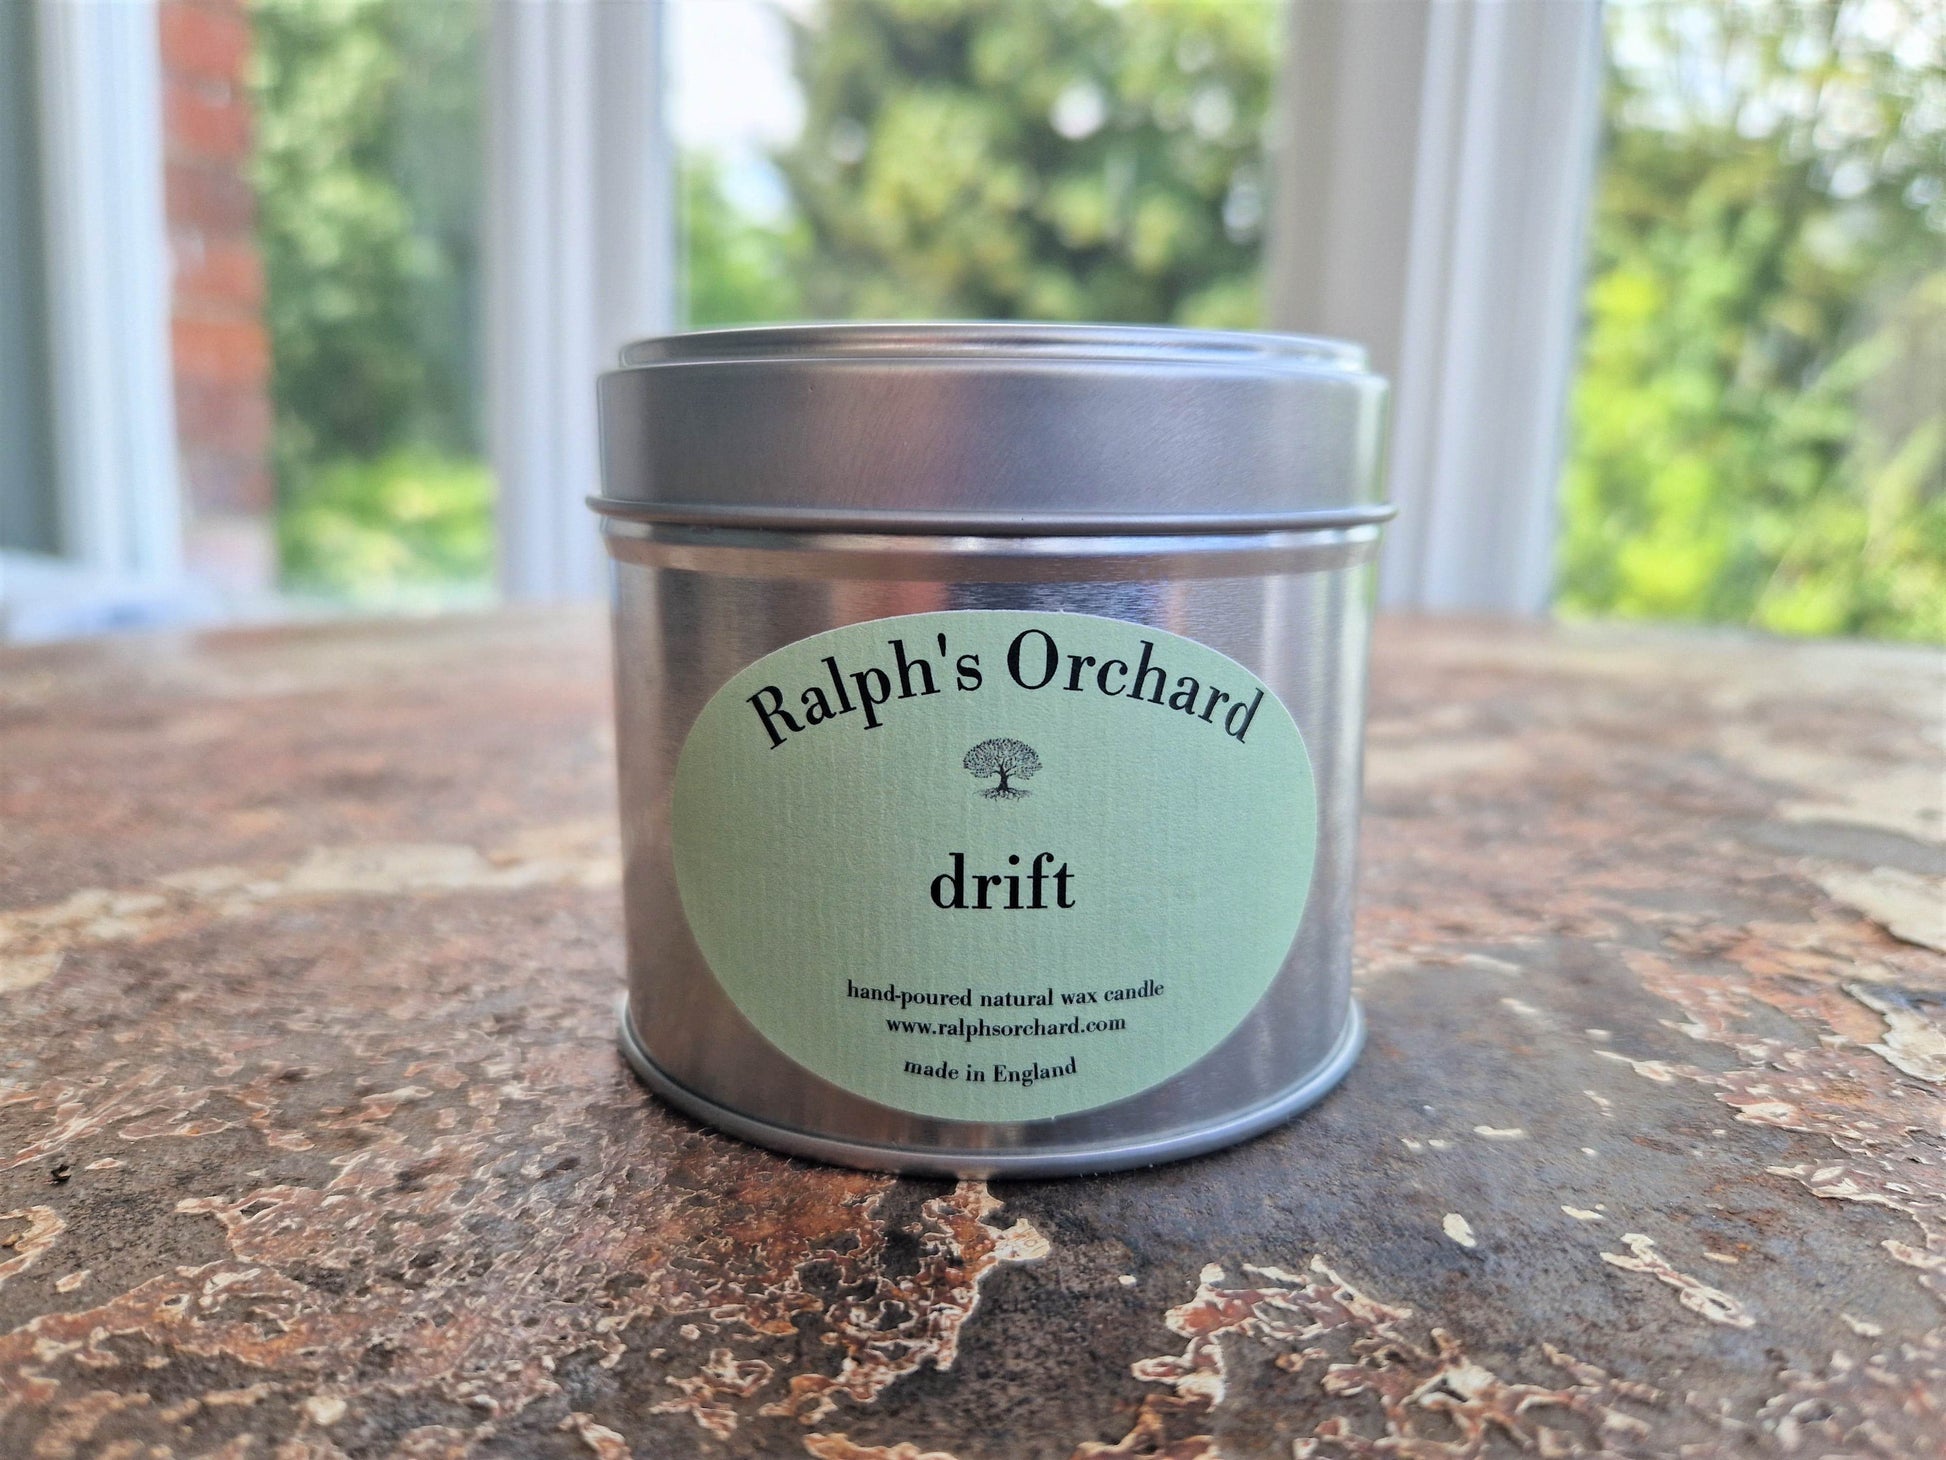 Ralph's Orchard
drift
hand-poured natural wax candle
www.ralphsorchard.com
made in England